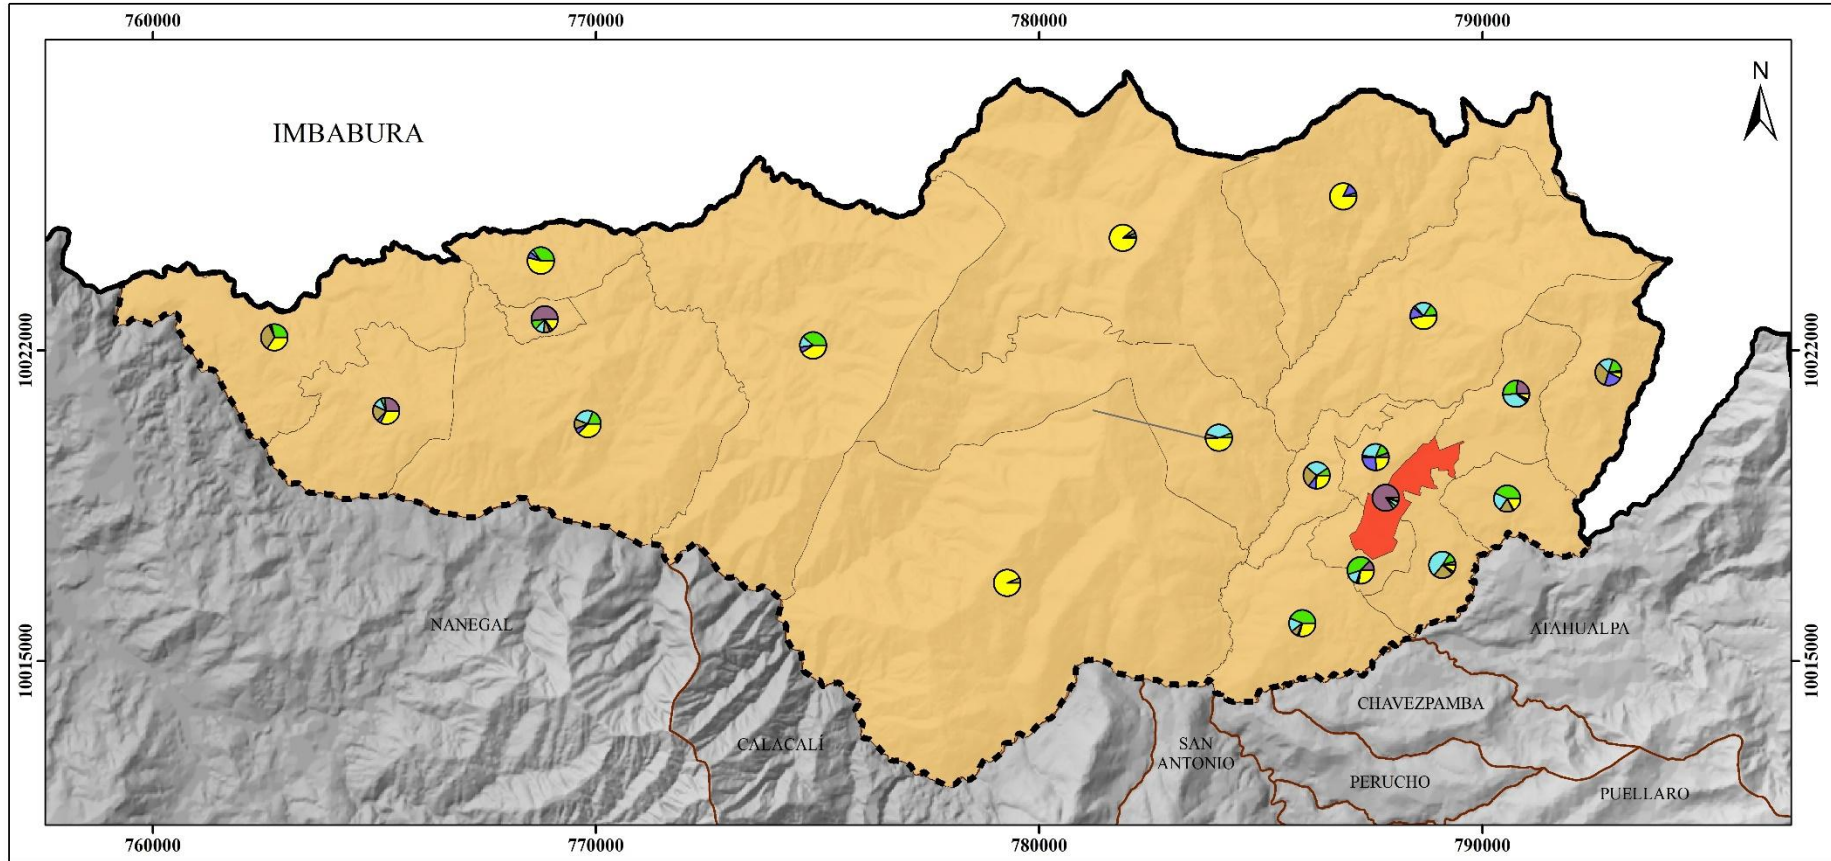 760000
770000
780000
790000
N
IMBABURA
10022000
10022000
NANEGAL
ATAHUALPA
10015000
10015000
CHAVEZPAMBA
CALACALÍ
SAN
ANTONIO
PERUCHO
PUELLARO
760000
770000
780000
790000